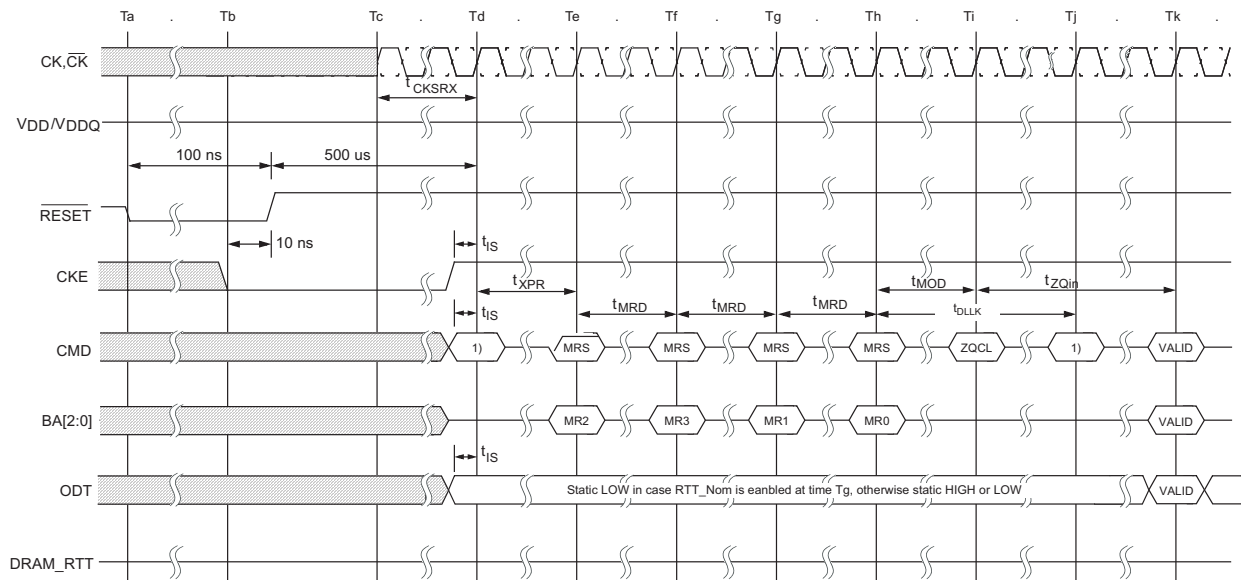 Ta . Tb . Tc . Td . Te . Tf . Tg . Th . Ti . Tj . Tk .
CK,C̅K̅
tCKSRX
VDD/VDDQ
100 ns 500 us
R̅E̅S̅E̅T̅
10 ns tIS
CKE
tXPR tMOD tZQin
tMRD tMRD tMRD tDLLK
tIS
CMD 1) MRS MRS MRS MRS ZQCL 1) VALID
BA[2:0] MR2 MR3 MR1 MR0 VALID
tIS
ODT Static LOW in case RTT_Nom is eanbled at time Tg, otherwise static HIGH or LOW VALID
DRAM_RTT